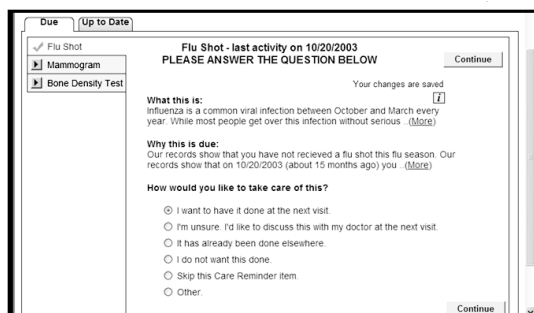 Due
Up to Date
Flu Shot
Mammogram
Bone Density Test
Flu Shot - last activity on 10/20/2003
PLEASE ANSWER THE QUESTION BELOW
Continue
Your changes are saved
i
What this is:
Influenza is a common viral infection between October and March every
year. While most people get over this infection without serious ..(More)
Why this is due:
Our records show that you have not recieved a flu shot this flu season. Our
records show that on 10/20/2003 (about 15 months ago) you ..(More)
How would you like to take care of this?
I want to have it done at the next visit.
I'm unsure. I'd like to discuss this with my doctor at the next visit.
It has already been done elsewhere.
I do not want this done.
Skip this Care Reminder item.
Other.
Continue